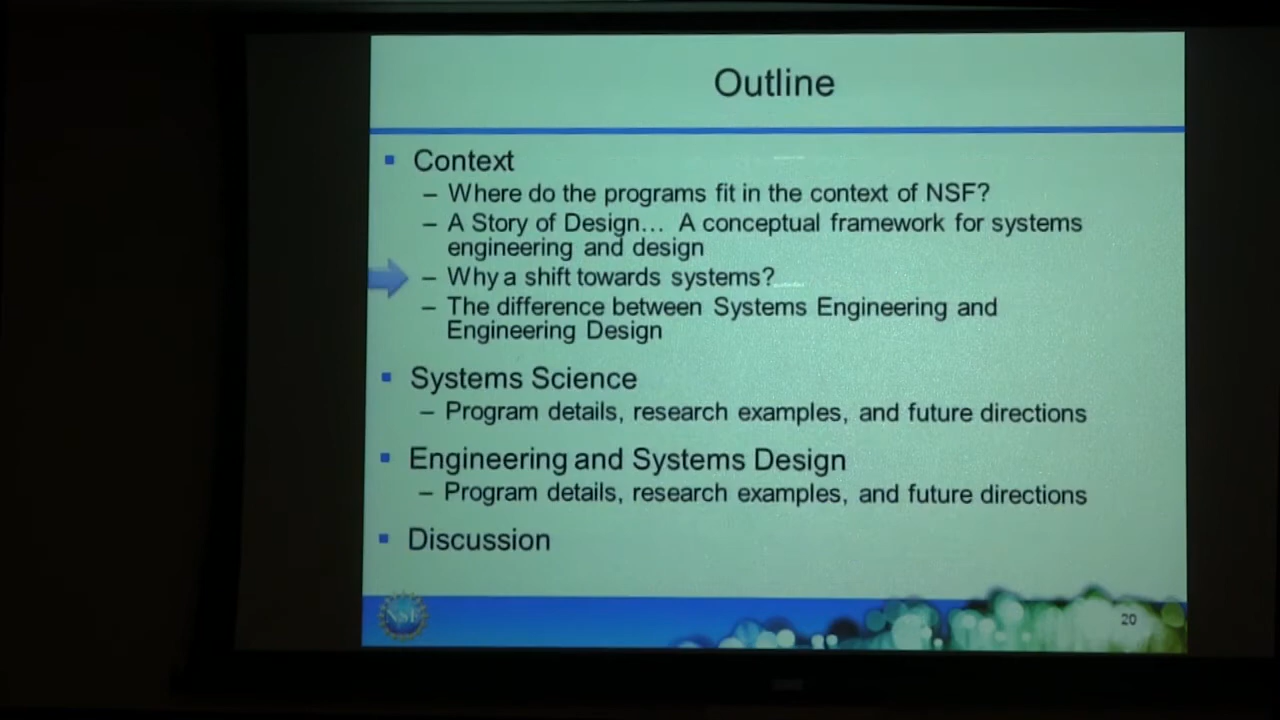 Outline
▪ Context
– Where do the programs fit in the context of NSF?
– A Story of Design… A conceptual framework for systems
engineering and design
– Why a shift towards systems?
– The difference between Systems Engineering and
Engineering Design
▪ Systems Science
– Program details, research examples, and future directions
▪ Engineering and Systems Design
– Program details, research examples, and future directions
▪ Discussion
NSF
20